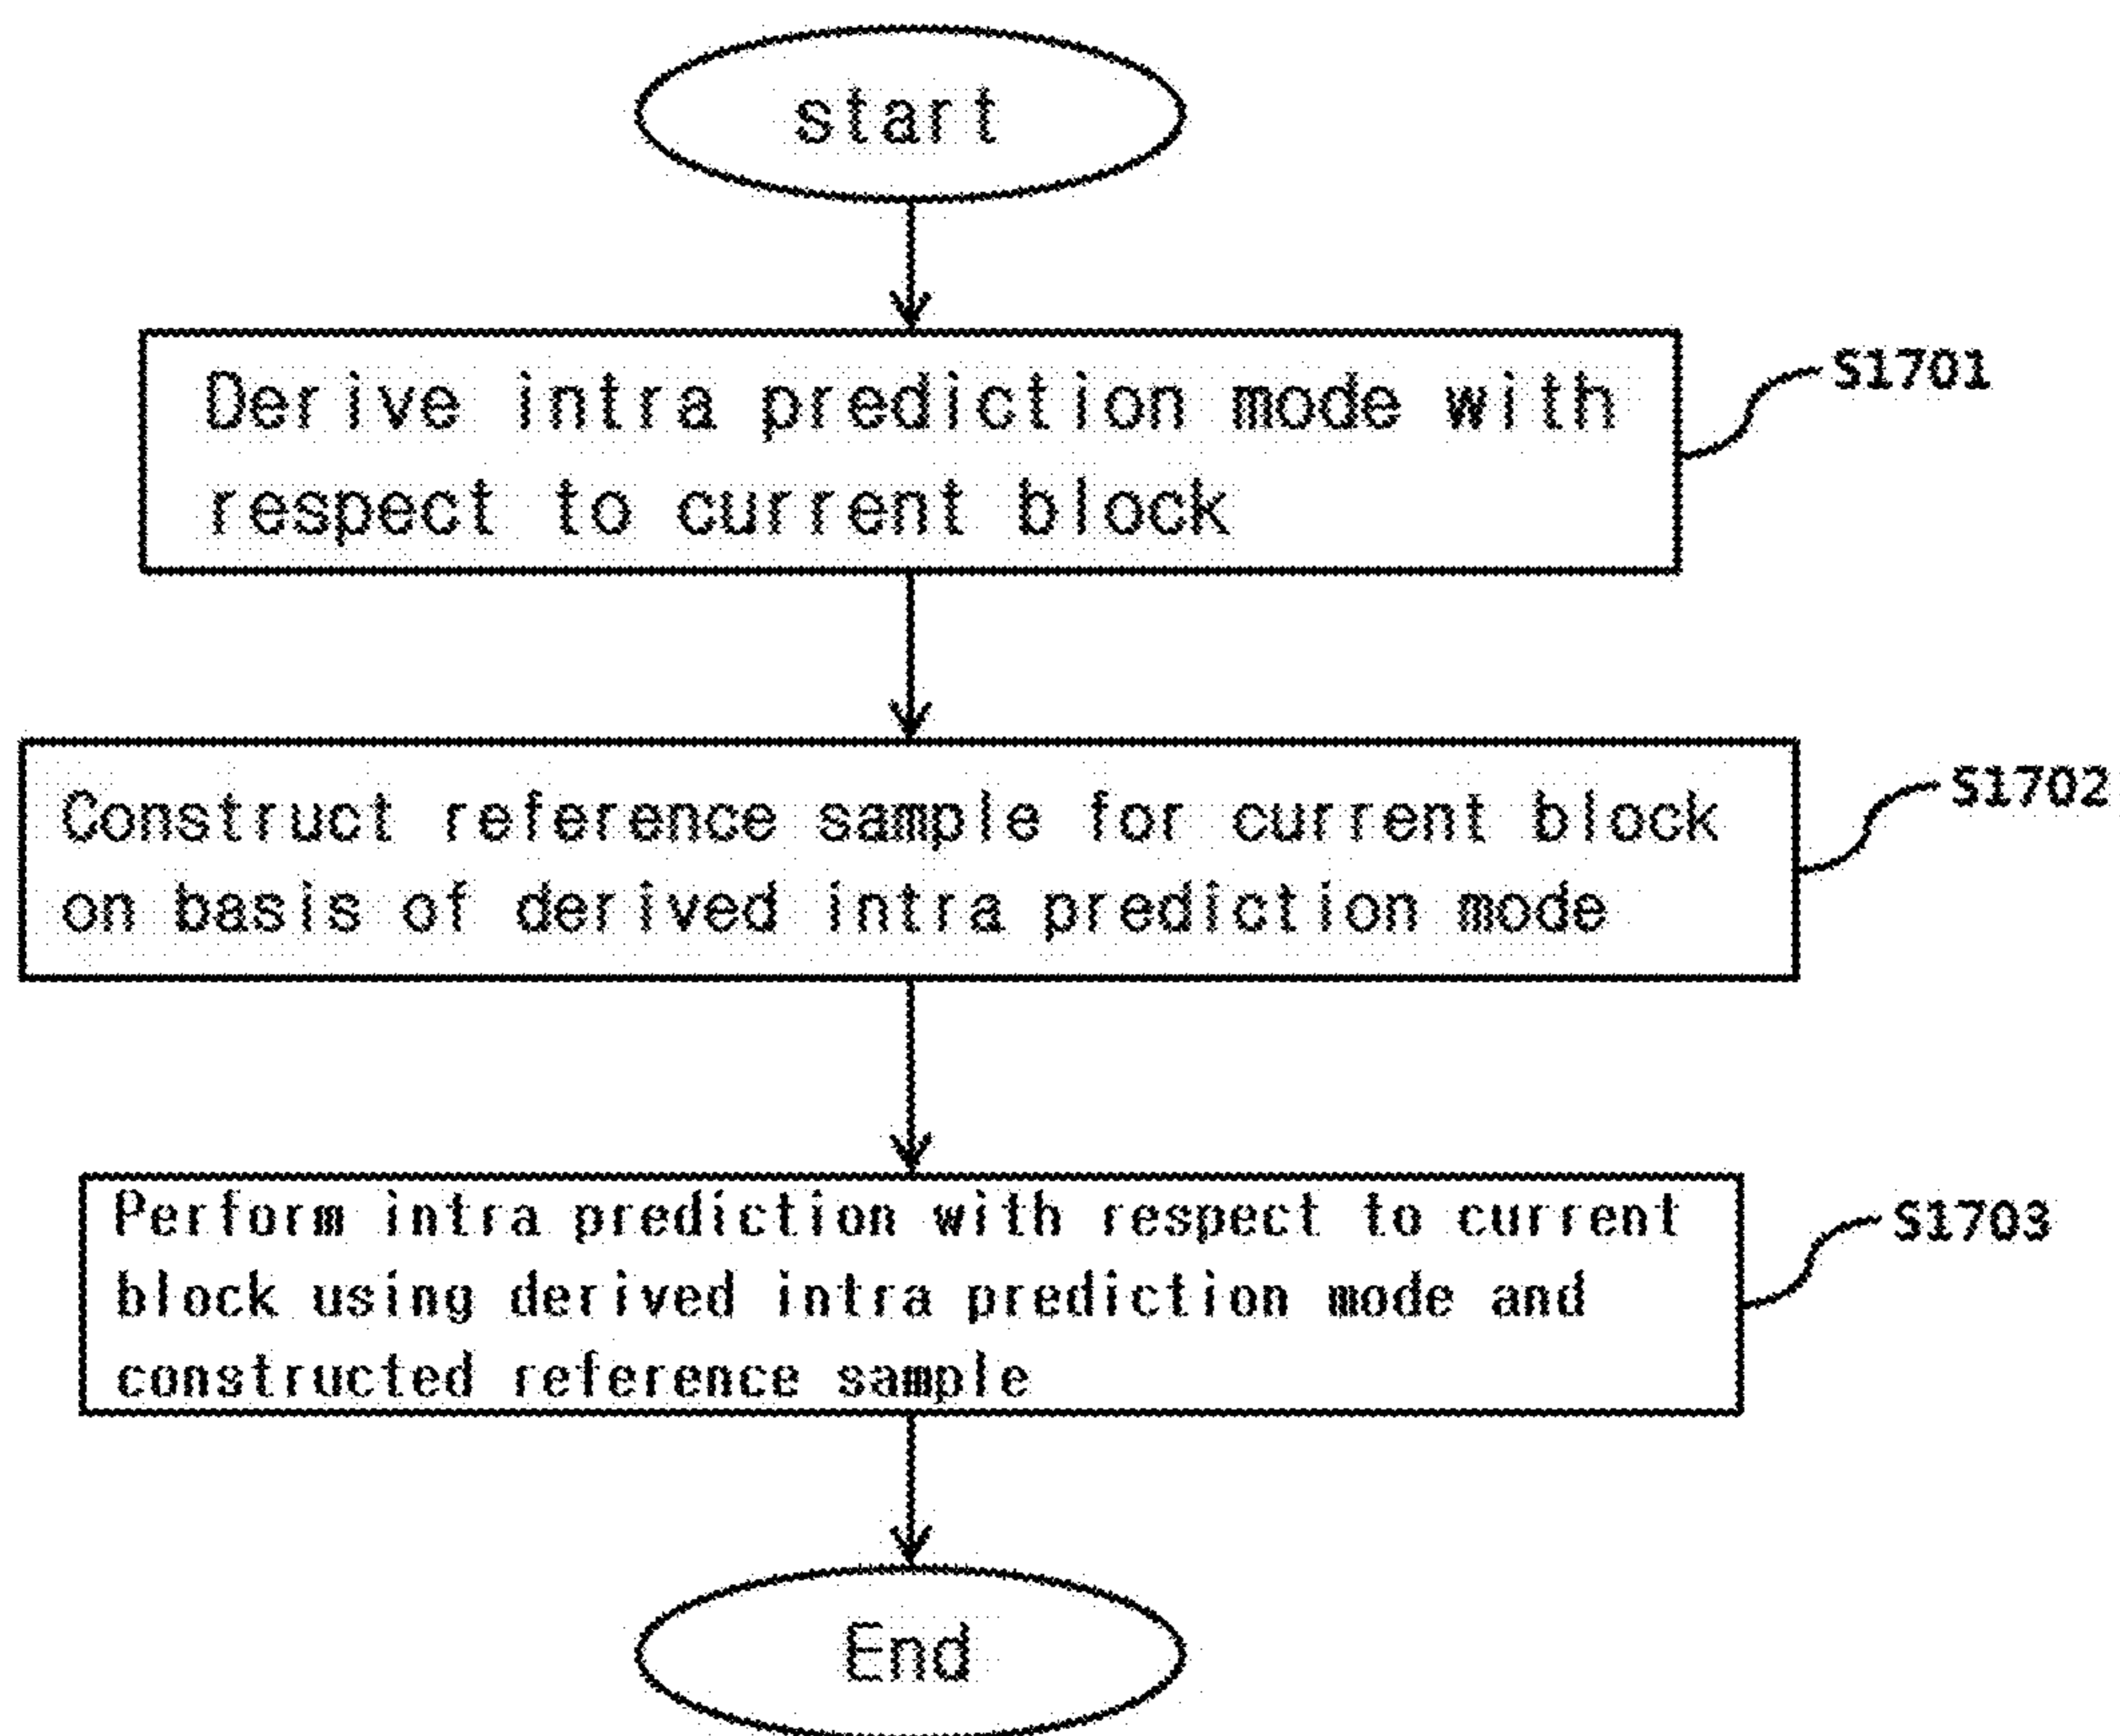 start
Derive intra prediction mode with
respect to current block
S1701
Construct reference sample for current block
on basis of derived intra prediction mode
S1702
Perform intra prediction with respect to current
block using derived intra prediction mode and
constructed reference sample
S1703
End